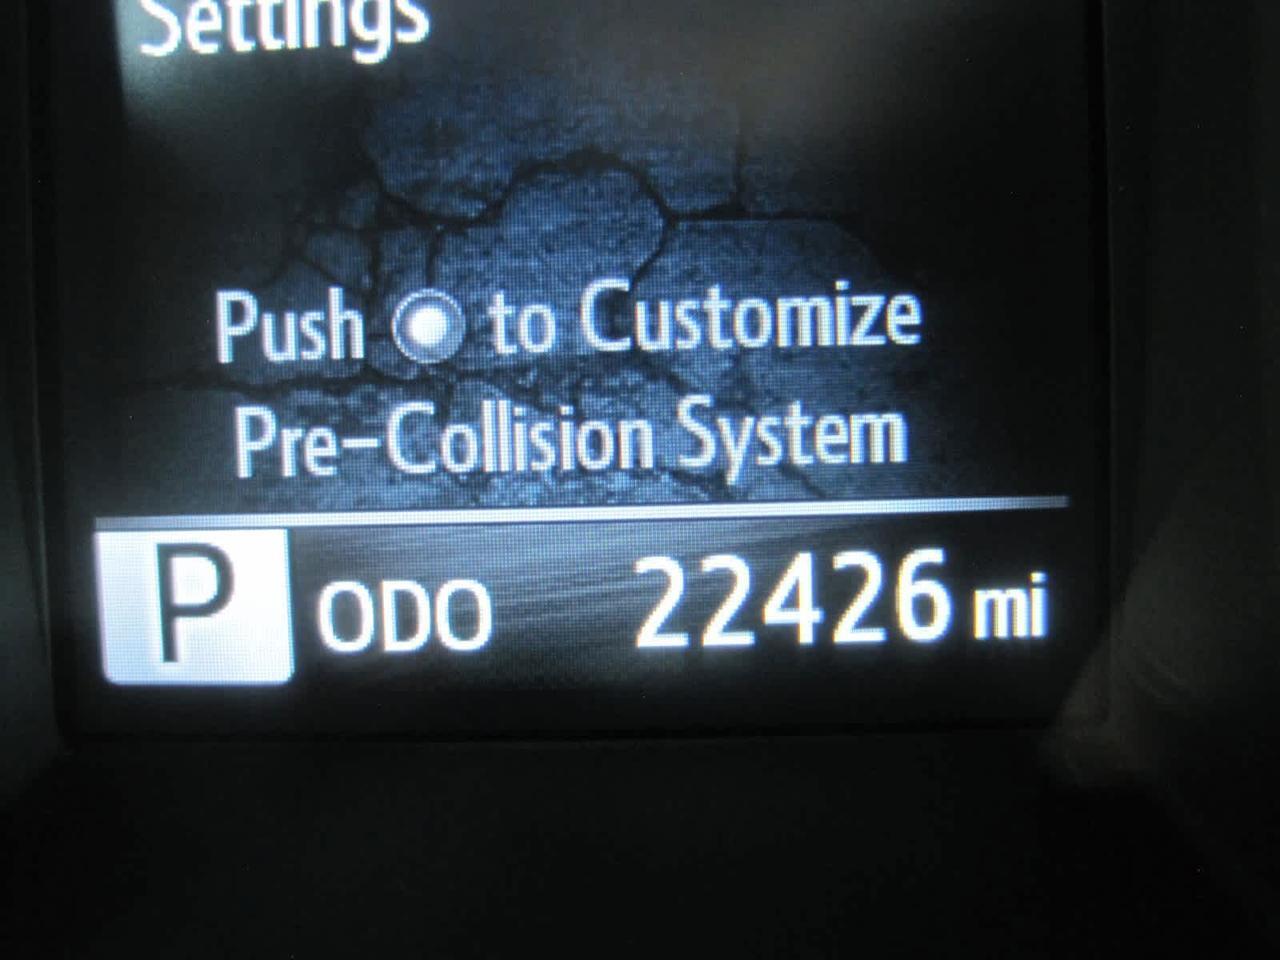 Settings
Push to Customize
Pre-Collision System
P ODO 22426 mi